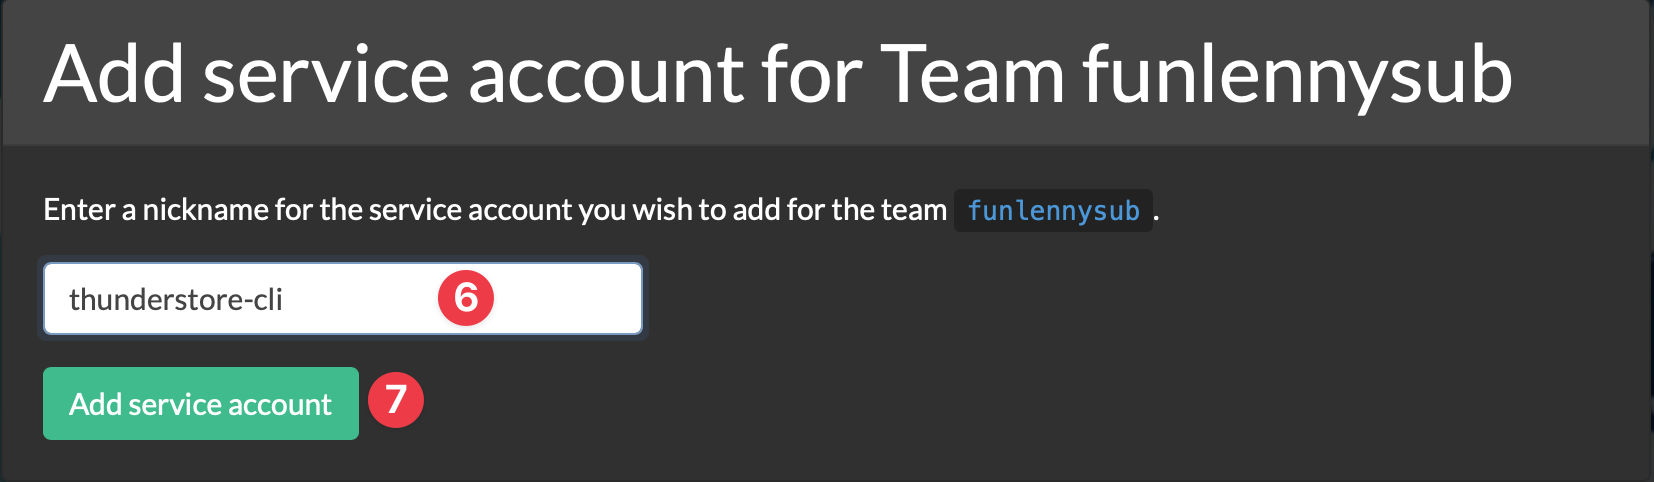 Add service account for Team funlennysub
Enter a nickname for the service account you wish to add for the team funlennysub.
thunderstore-cli 6
Add service account 7